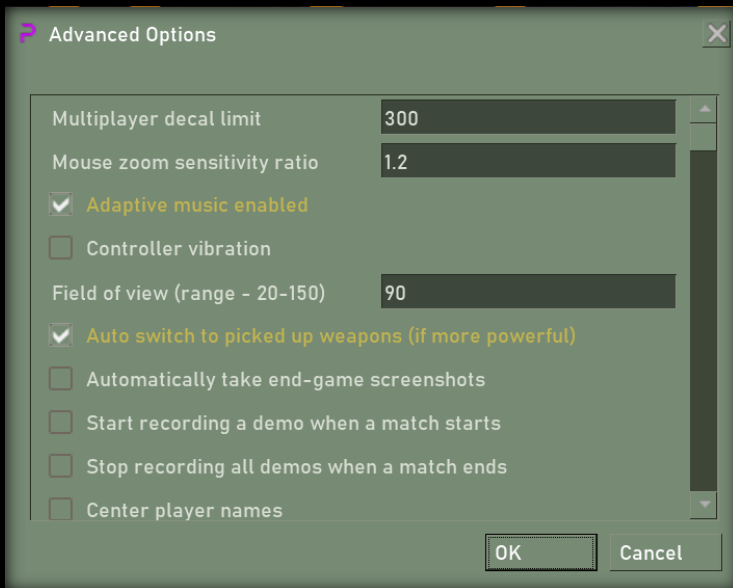 Advanced Options
Multiplayer decal limit 300
Mouse zoom sensitivity ratio 1.2
Adaptive music enabled
Controller vibration
Field of view (range - 20-150) 90
Auto switch to picked up weapons (if more powerful)
Automatically take end-game screenshots
Start recording a demo when a match starts
Stop recording all demos when a match ends
Center player names
OK Cancel